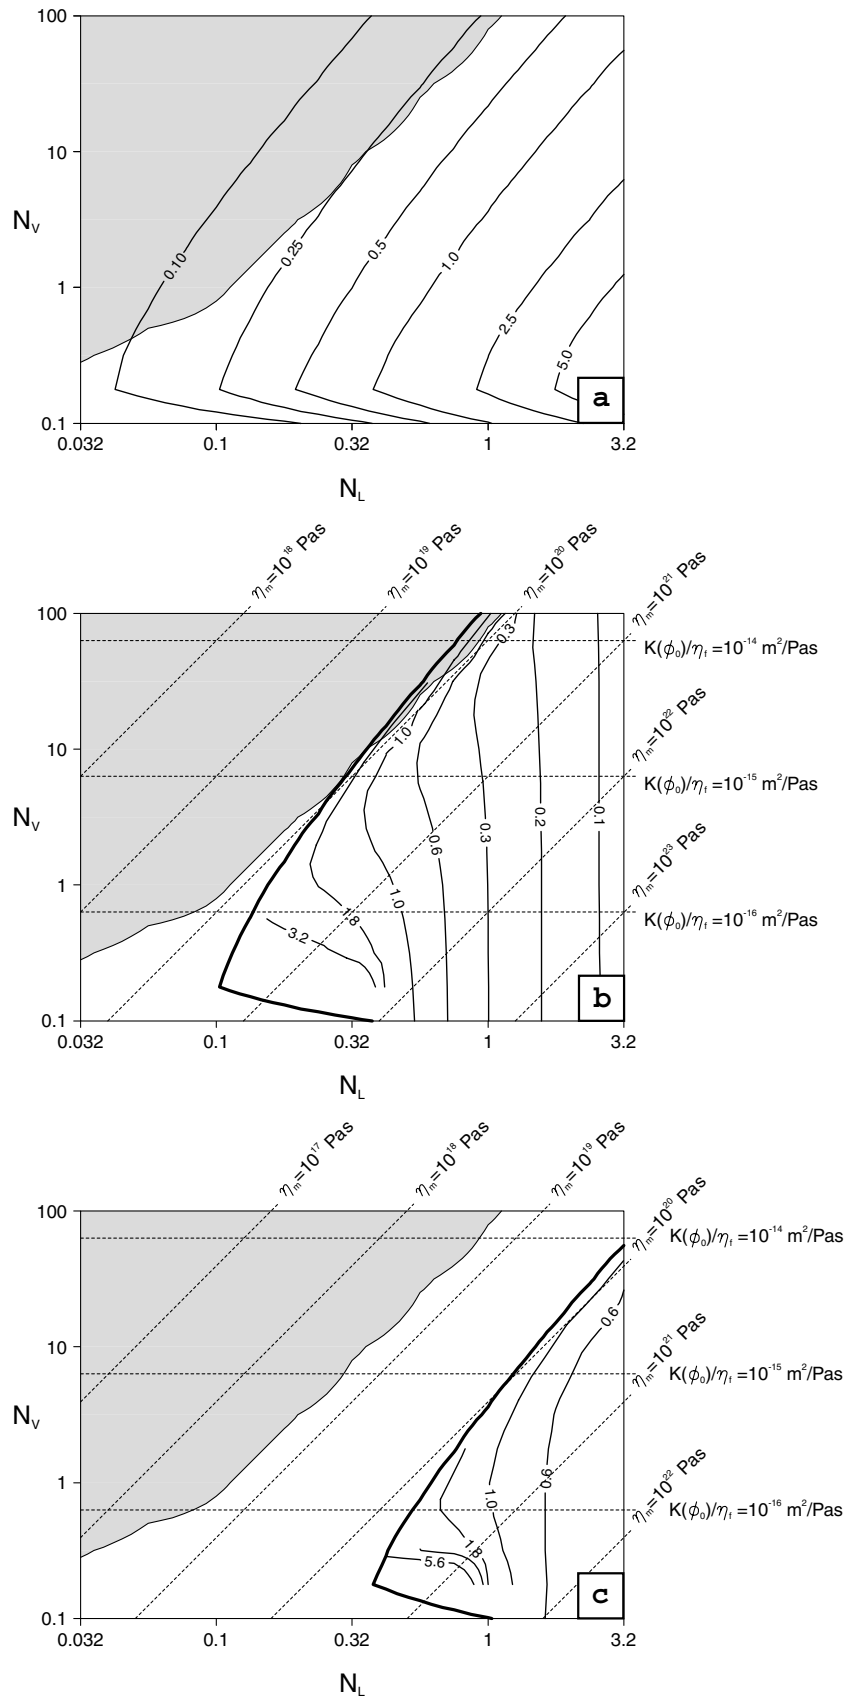 100
10
N_V
1
0.1
0.10
0.25
0.5
1.0
2.5
5.0
a
0.032
0.1
0.32
1
3.2
N_L
η_m=10^18 Pas
η_m=10^19 Pas
η_m=10^20 Pas
η_m=10^21 Pas
100
K(φ_0)/η_f =10^-14 m^2/Pas
0.3
η_m=10^22 Pas
10
1.0
K(φ_0)/η_f =10^-15 m^2/Pas
N_V
0.6
0.3
0.2
0.1
η_m=10^23 Pas
1
1.0
1.8
K(φ_0)/η_f =10^-16 m^2/Pas
3.2
b
0.1
0.032
0.1
0.32
1
3.2
N_L
η_m=10^17 Pas
η_m=10^18 Pas
η_m=10^19 Pas
η_m=10^20 Pas
100
K(φ_0)/η_f =10^-14 m^2/Pas
0.6
η_m=10^21 Pas
10
K(φ_0)/η_f =10^-15 m^2/Pas
N_V
η_m=10^22 Pas
1
1.0
0.6
K(φ_0)/η_f =10^-16 m^2/Pas
1.8
5.6
c
0.1
0.032
0.1
0.32
1
3.2
N_L